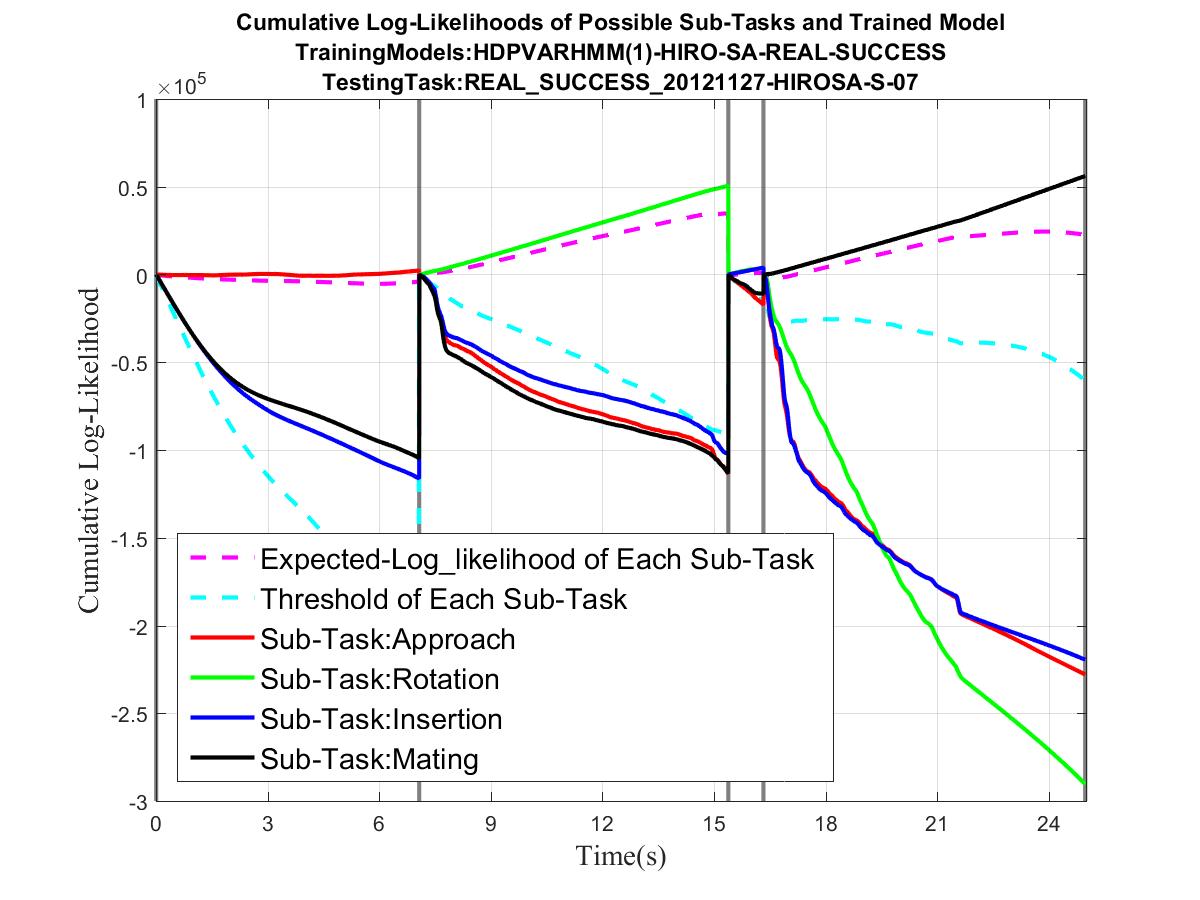 Cumulative Log-Likelihoods of Possible Sub-Tasks and Trained Model
TrainingModels:HDPVARHMM(1)-HIRO-SA-REAL-SUCCESS
TestingTask:REAL_SUCCESS_20121127-HIROSA-S-07
×10^5
1
0.5
0
-0.5
-1
-1.5
-2
-2.5
-3
Cumulative Log-Likelihood
Expected-Log_likelihood of Each Sub-Task
Threshold of Each Sub-Task
Sub-Task:Approach
Sub-Task:Rotation
Sub-Task:Insertion
Sub-Task:Mating
0 3 6 9 12 15 18 21 24
Time(s)